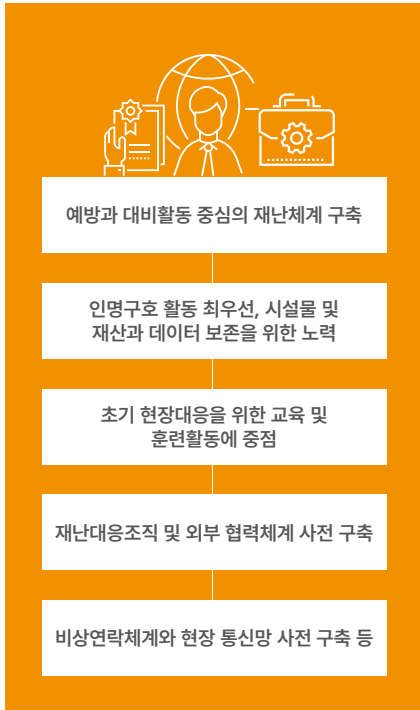 예방과 대비활동 중심의 재난체계 구축
인명구호 활동 최우선, 시설물 및
재산과 데이터 보존을 위한 노력
초기 현장대응을 위한 교육 및
훈련활동에 중점
재난대응조직 및 외부 협력체계 사전 구축
비상연락체계와 현장 통신망 사전 구축 등